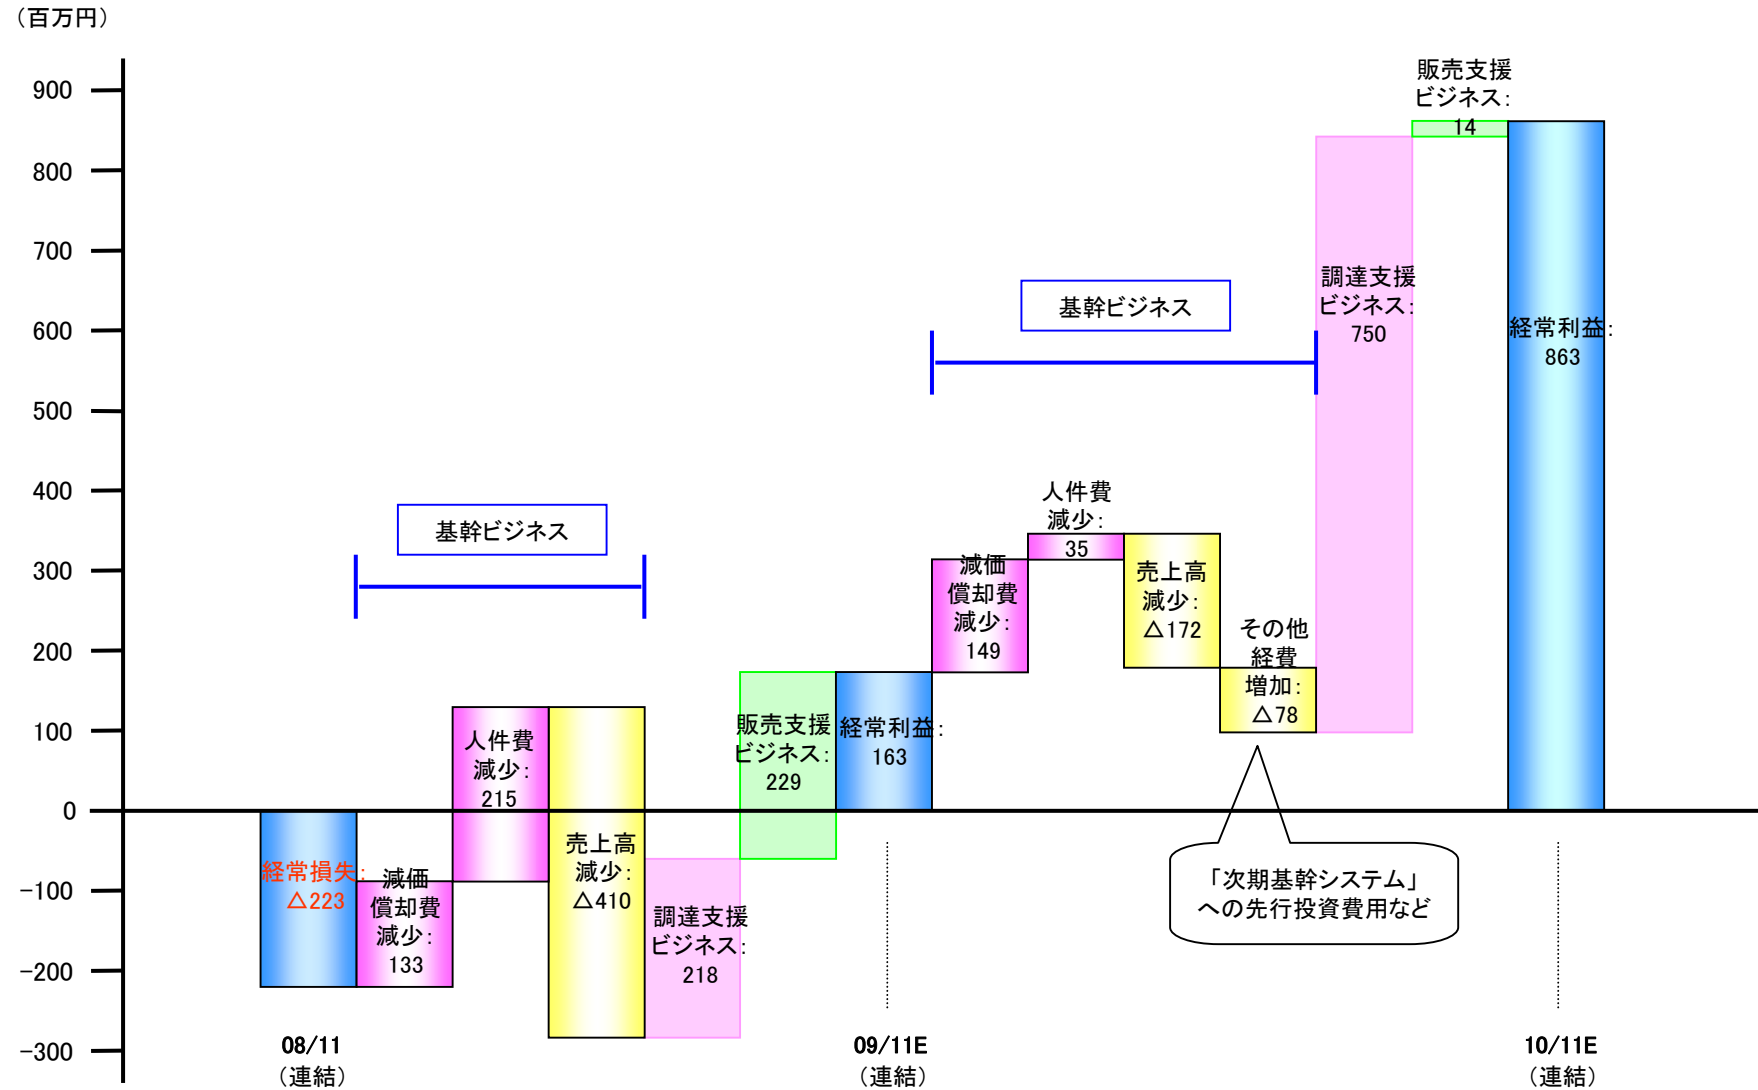 （百万円）
900
800
700
600
500
400
300
200
100
0
-100
-200
-300
基幹ビジネス
経常損失：
△223
減価
償却費
減少：
133
人件費
減少：
215
売上高
減少：
△410
調達支援
ビジネス：
218
販売支援
ビジネス：
229
経常利益：
163
基幹ビジネス
減価
償却費
減少：
149
人件費
減少：
35
売上高
減少：
△172
その他
経費
増加：
△78
「次期基幹システム」
への先行投資費用など
調達支援
ビジネス：
750
販売支援
ビジネス：
14
経常利益：
863
08/11
（連結）
09/11E
（連結）
10/11E
（連結）